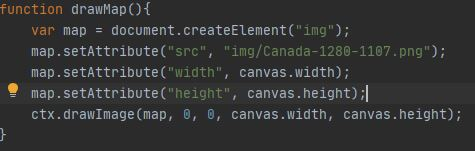 function drawMap(){
    var map = document.createElement("img");
    map.setAttribute("src", "img/Canada-1280-1107.png");
    map.setAttribute("width", canvas.width);
    map.setAttribute("height", canvas.height);
    ctx.drawImage(map, 0, 0, canvas.width, canvas.height);
}